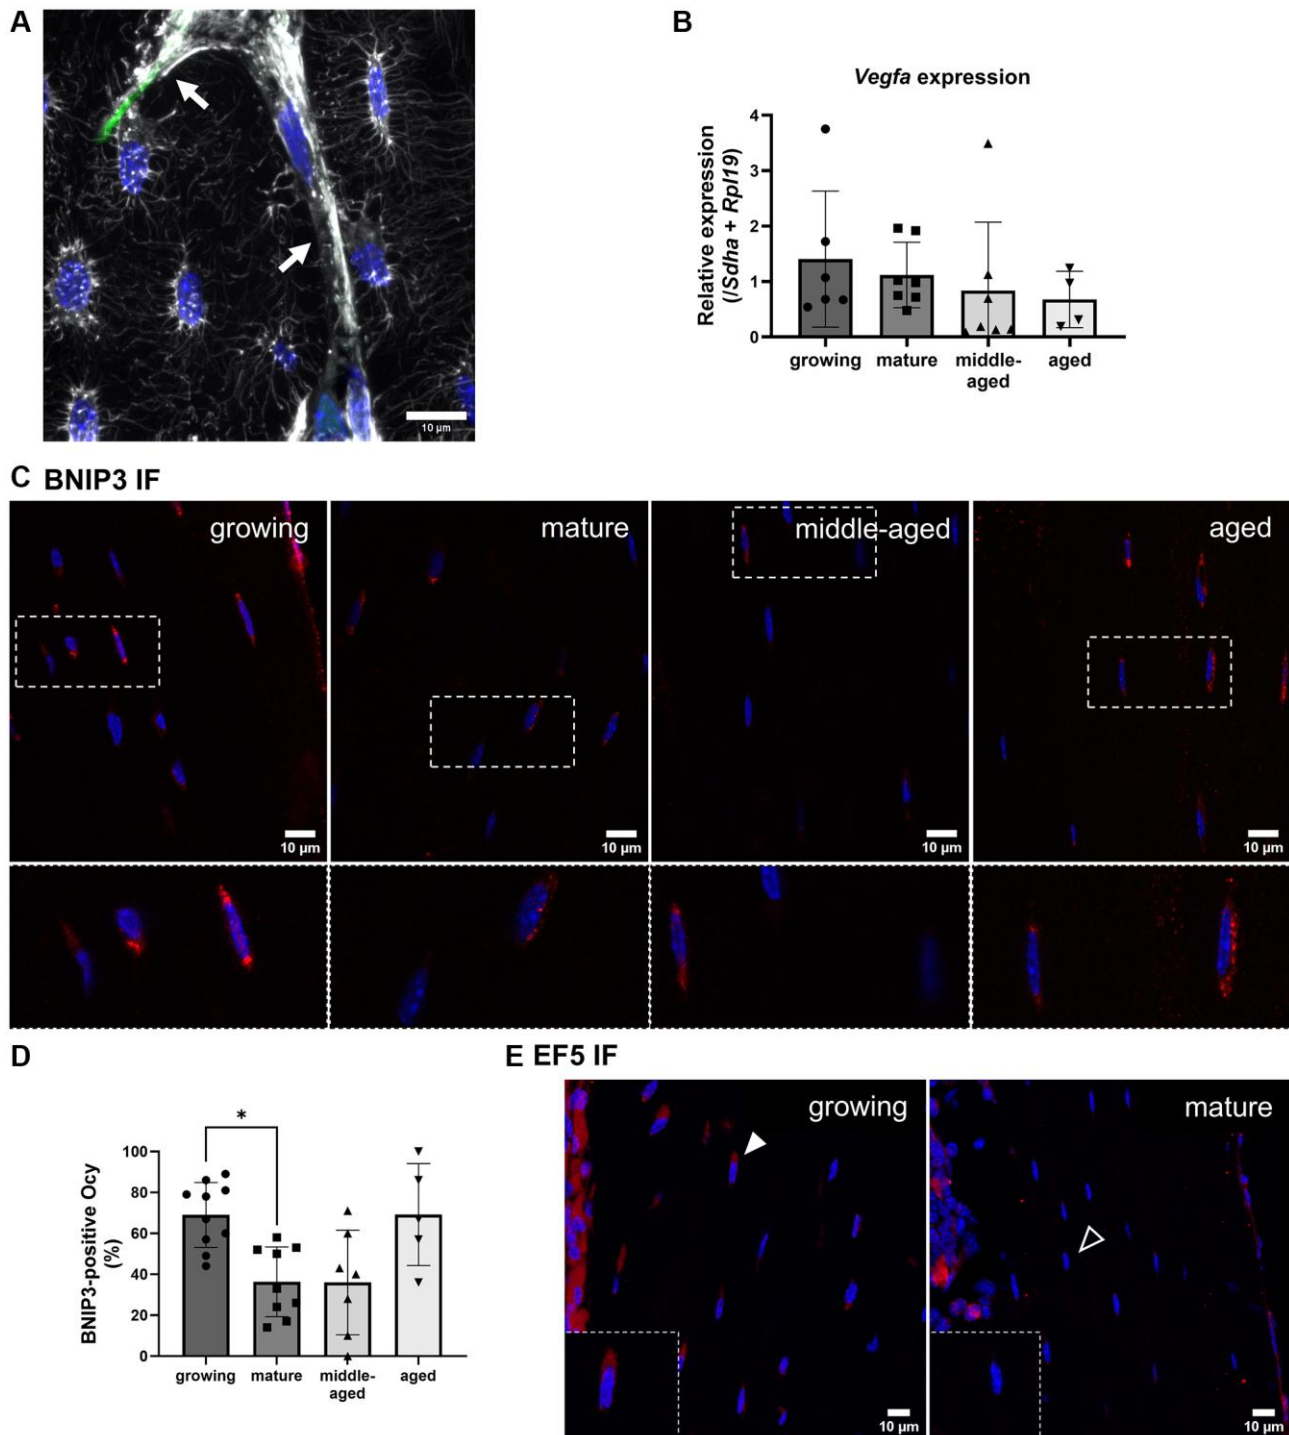 A
10 µm
B
Vegfa expression
Relative expression
(/Sdha + Rpl19)
4
3
2
1
0
growing
mature
middle-
aged
aged
C BNIP3 IF
growing
mature
middle-aged
aged
10 µm
10 µm
10 µm
10 µm
D
*
BNIP3-positive Ocy
(%)
100
80
60
40
20
0
growing
mature
middle-
aged
aged
E EF5 IF
growing
mature
10 µm
10 µm